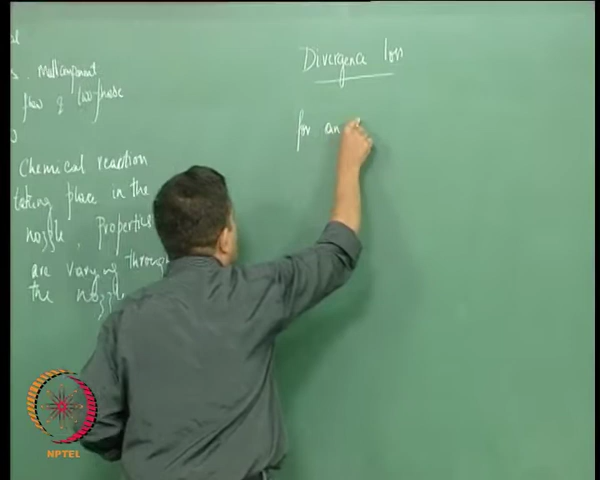 Multicomponent
flow of two-phase
Chemical reaction
taking place in the
nozzle, Properties
are varying through
the nozzle
Divergence loss
for an
NPTEL